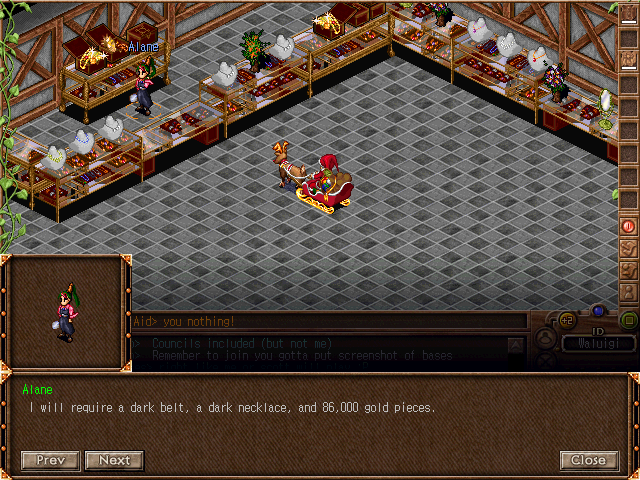 Alane
Aid> you nothing!
> Councils included (but not me)
Remember to join you gotta put screenshot of bases
+2
ID
Waluigi
Alane
I will require a dark belt, a dark necklace, and 86,000 gold pieces.
Prev
Next
Close